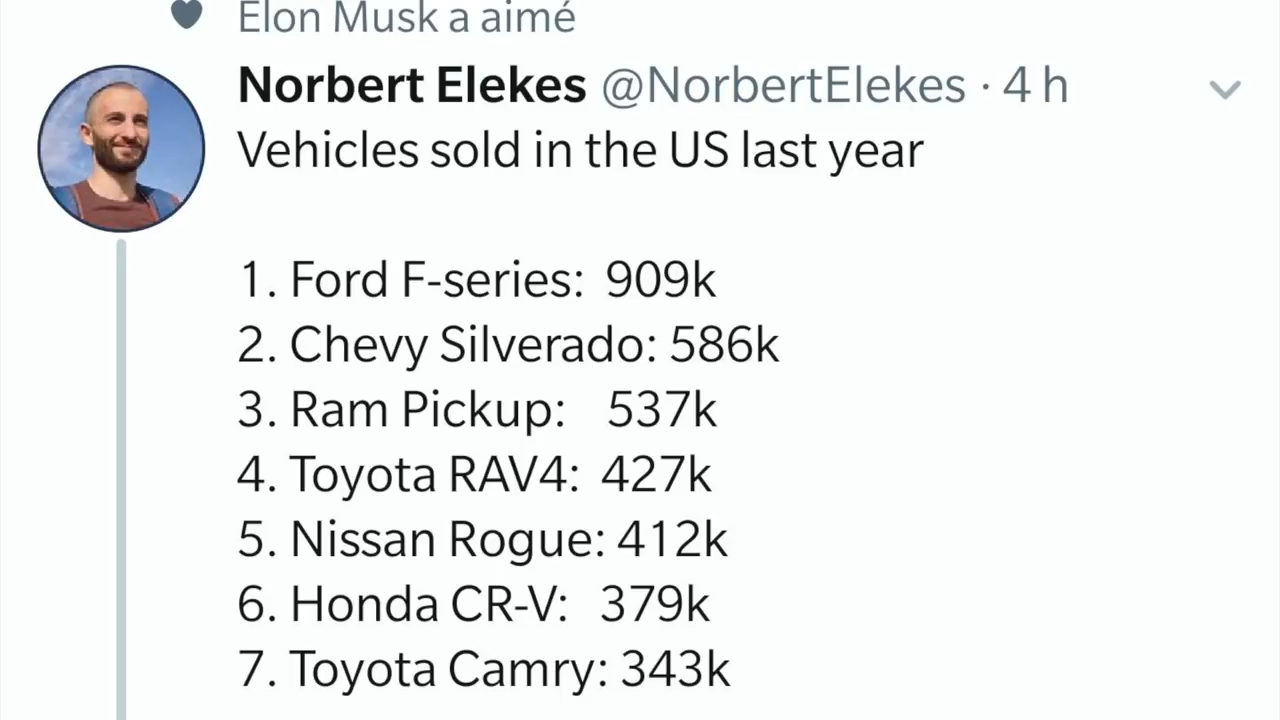 Elon Musk a aimé
Norbert Elekes @NorbertElekes · 4 h
Vehicles sold in the US last year
1. Ford F-series: 909k
2. Chevy Silverado: 586k
3. Ram Pickup: 537k
4. Toyota RAV4: 427k
5. Nissan Rogue: 412k
6. Honda CR-V: 379k
7. Toyota Camry: 343k